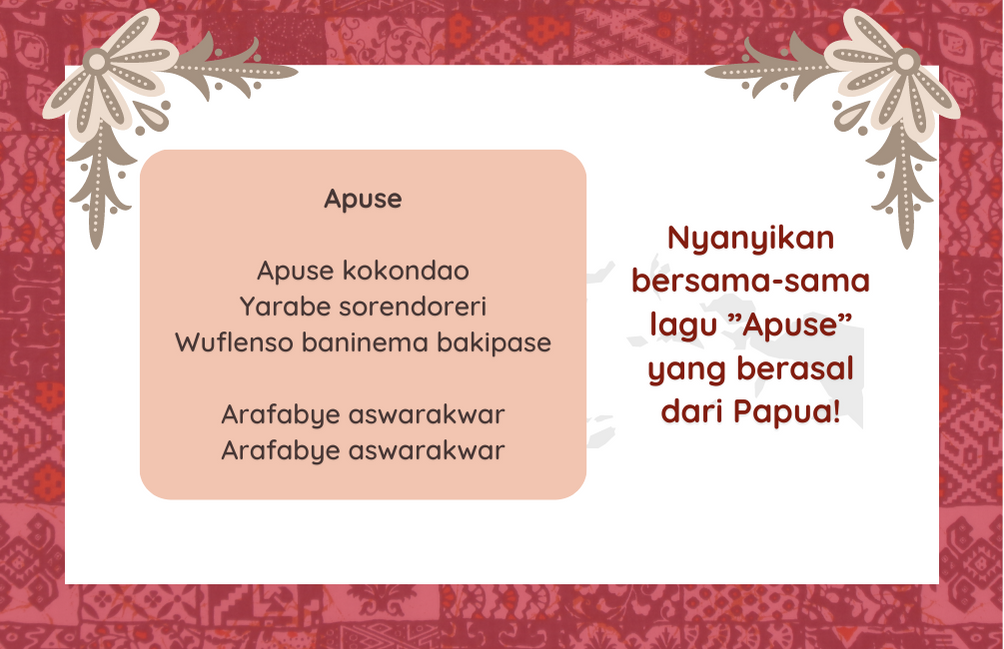 Apuse
Apuse kokondao
Yarabe sorendoreri
Wuflenso baninema bakipase
Arafabye aswarakwar
Arafabye aswarakwar
Nyanyikan
bersama-sama
lagu ”Apuse”
yang berasal
dari Papua!